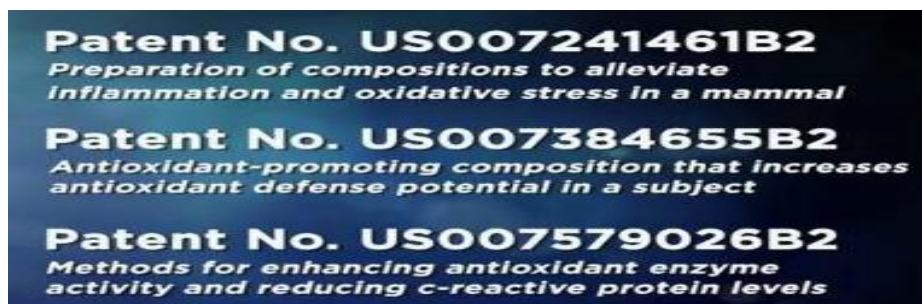 Patent No. US007241461B2
Preparation of compositions to alleviate
inflammation and oxidative stress in a mammal
Patent No. US007384655B2
Antioxidant-promoting composition that increases
antioxidant defense potential in a subject
Patent No. US007579026B2
Methods for enhancing antioxidant enzyme
activity and reducing c-reactive protein levels